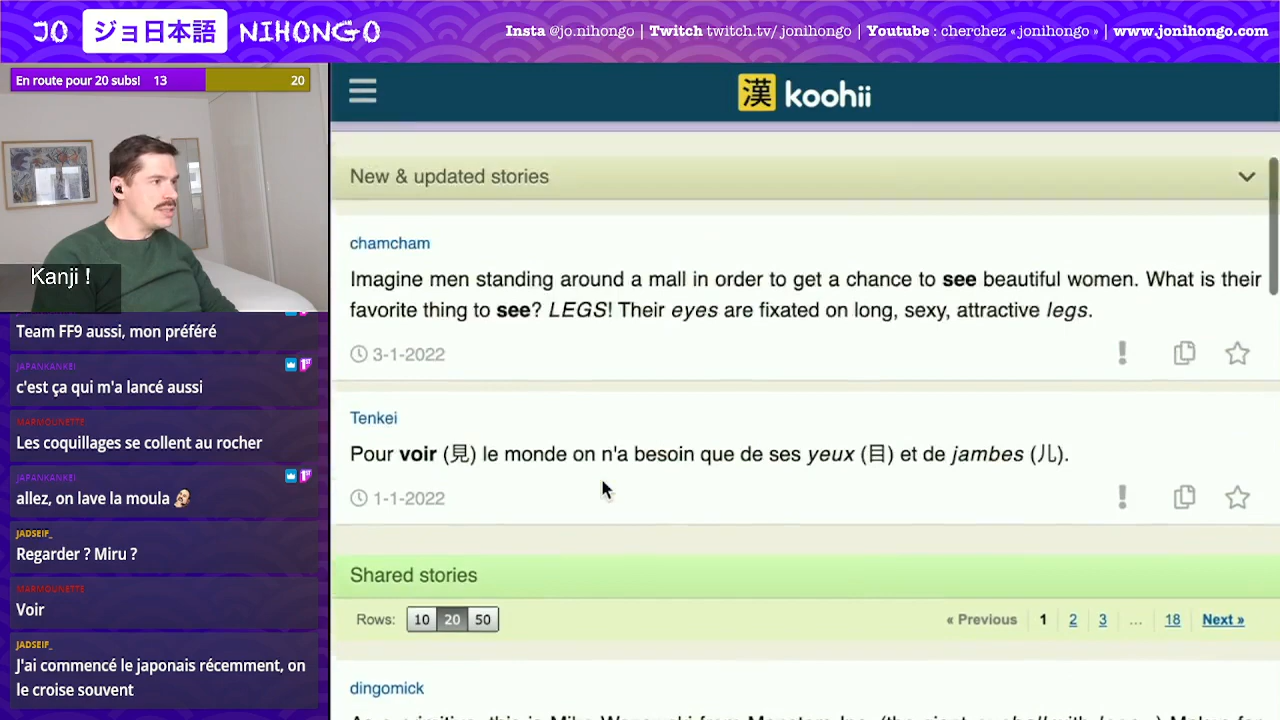 JO ジョ日本語 NIHONGO
Insta @jo.nihongo | Twitch twitch.tv/ jonihongo | Youtube : cherchez « jonihongo » | www.jonihongo.com
En route pour 20 subs! 13 20
Kanji !
Team FF9 aussi, mon préféré
JAPANKANKEI
c'est ça qui m'a lancé aussi
MARMOUNETTE
Les coquillages se collent au rocher
JAPANKANKEI
allez, on lave la moula
JADSEIF_
Regarder ? Miru ?
MARMOUNETTE
Voir
JADSEIF_
J'ai commencé le japonais récemment, on
le croise souvent
漢 koohii
New & updated stories
chamcham
Imagine men standing around a mall in order to get a chance to see beautiful women. What is their
favorite thing to see? LEGS! Their eyes are fixated on long, sexy, attractive legs.
3-1-2022
Tenkei
Pour voir (見) le monde on n'a besoin que de ses yeux (目) et de jambes (儿).
1-1-2022
Shared stories
Rows: 10 20 50 « Previous 1 2 3 ... 18 Next »
dingomick